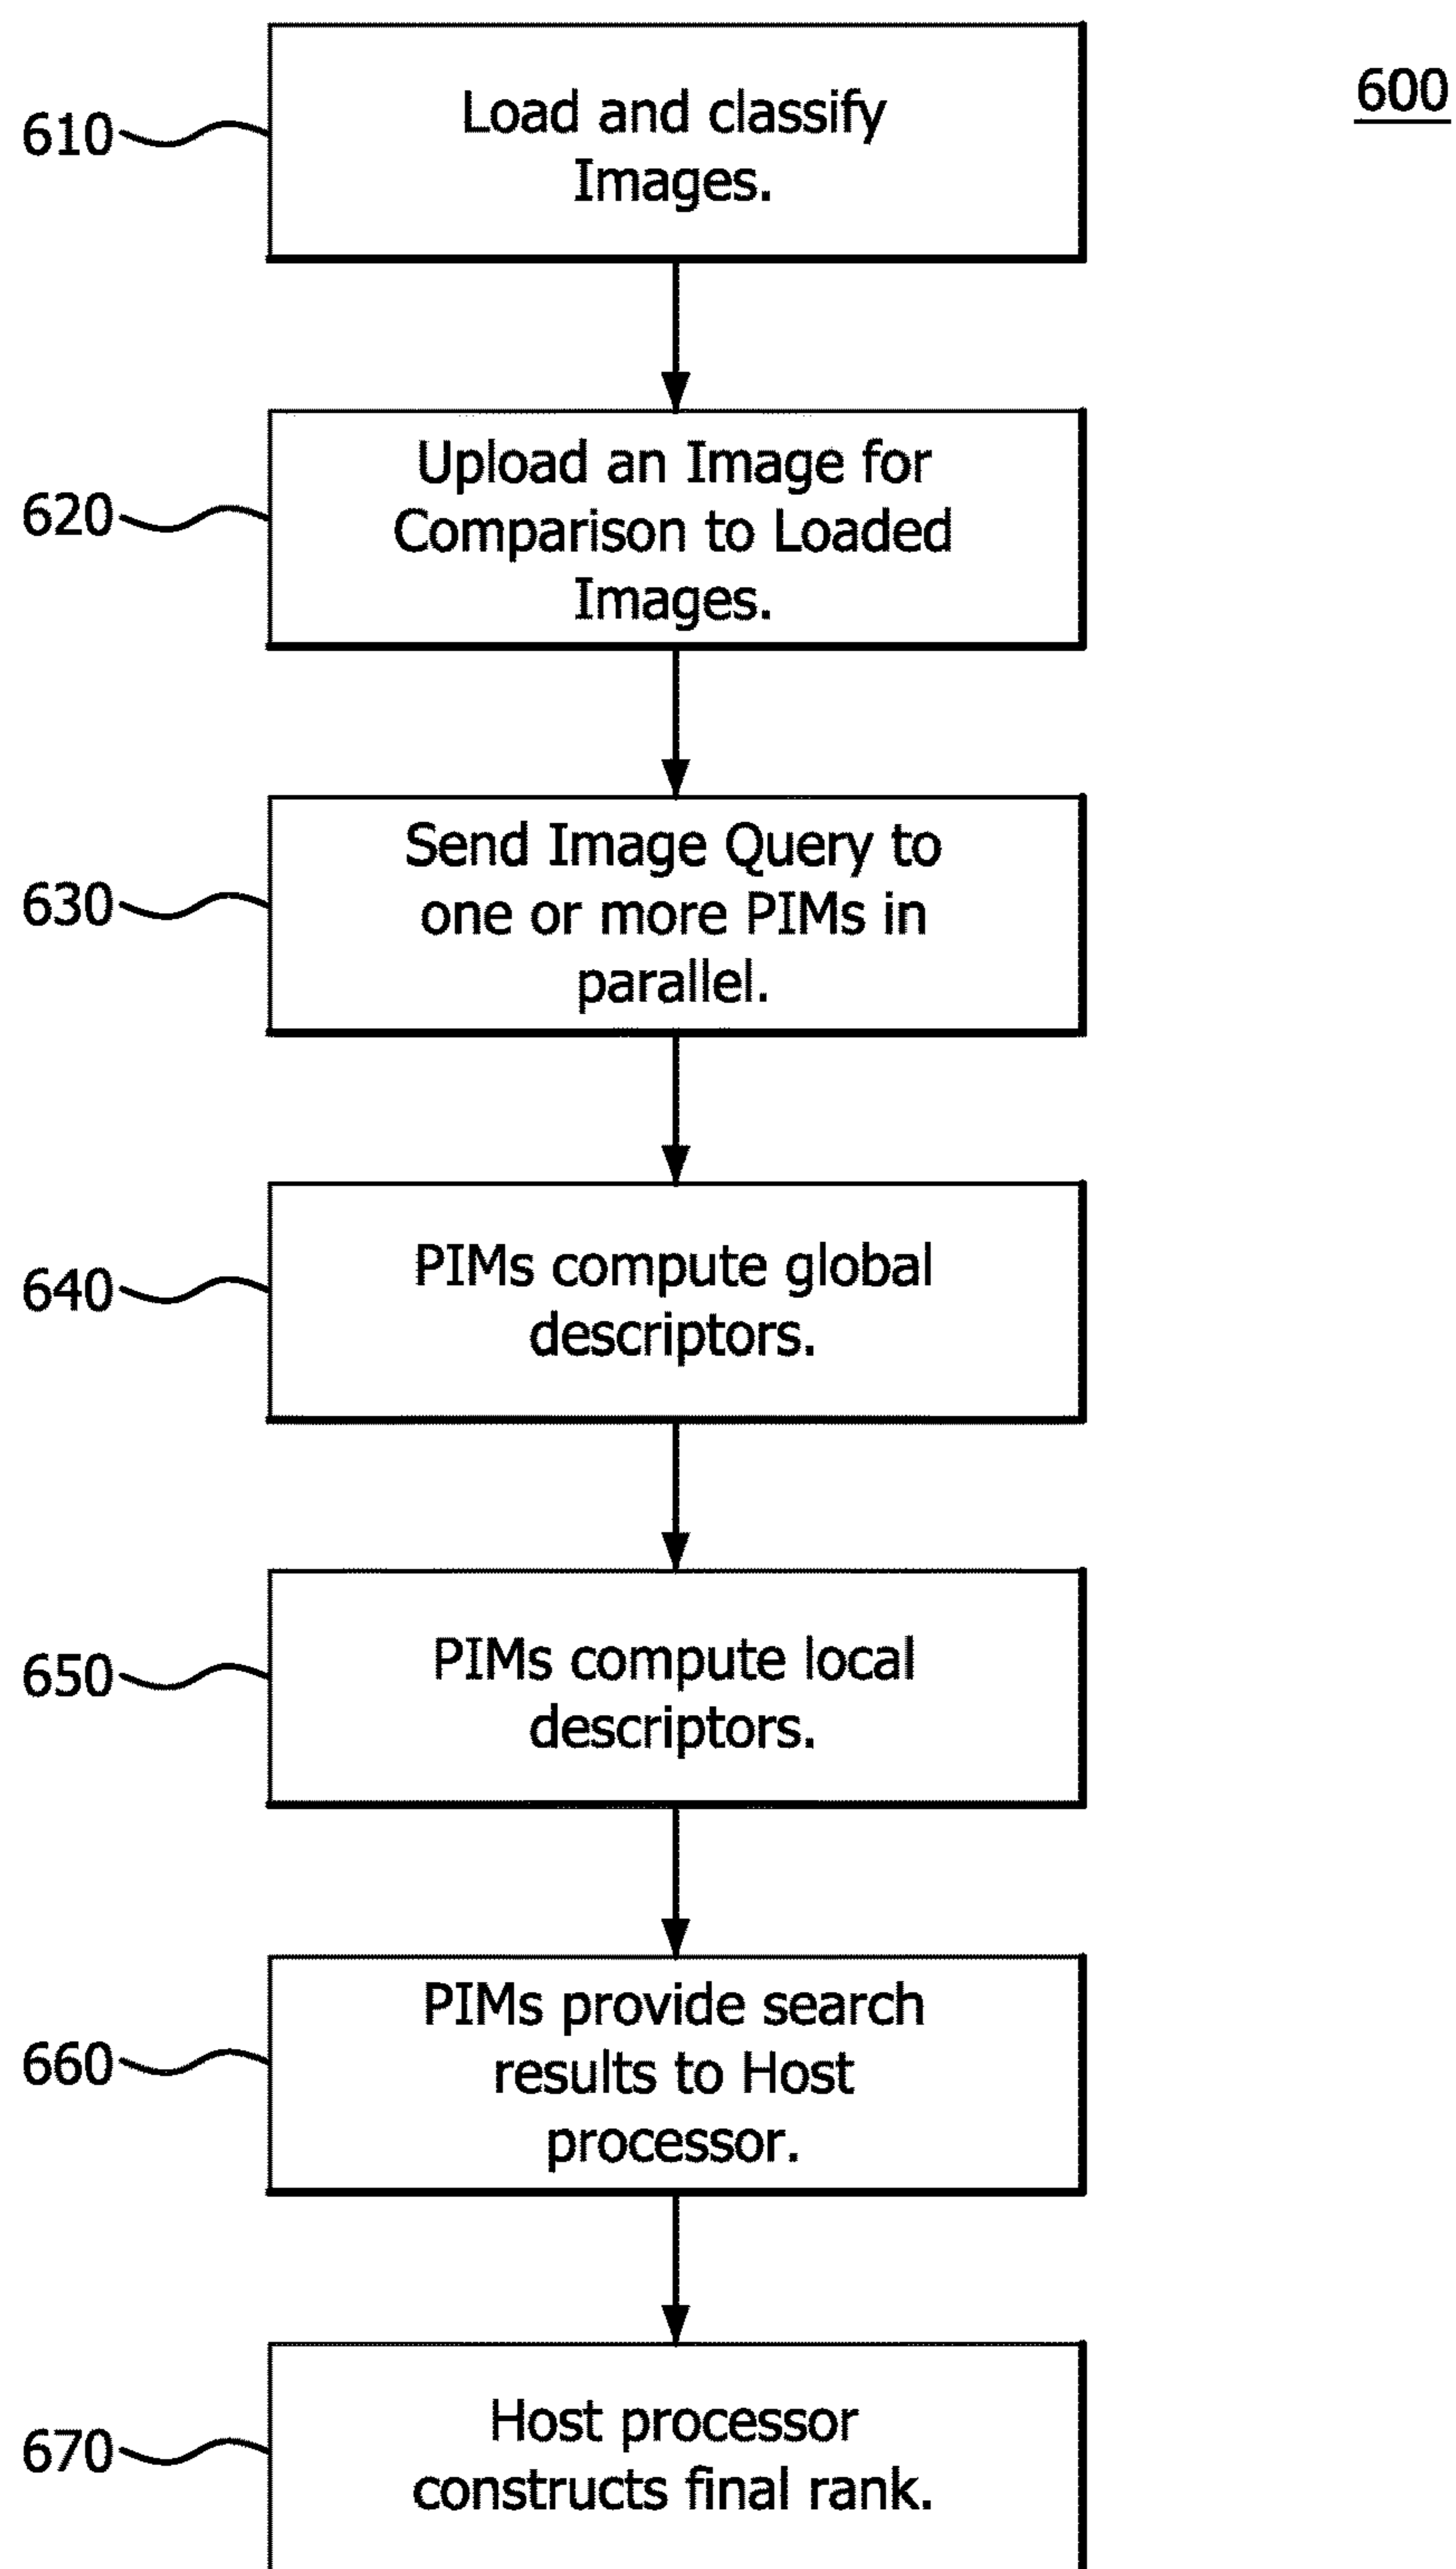 600
610
Load and classify
Images.
620
Upload an Image for
Comparison to Loaded
Images.
630
Send Image Query to
one or more PIMs in
parallel.
640
PIMs compute global
descriptors.
650
PIMs compute local
descriptors.
660
PIMs provide search
results to Host
processor.
670
Host processor
constructs final rank.